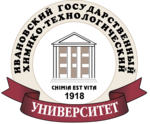 ИВАНОВСКИЙ ГОСУДАРСТВЕННЫЙ
ХИМИКО-ТЕХНОЛОГИЧЕСКИЙ
CHIMIA EST VITA
1918
УНИВЕРСИТЕТ